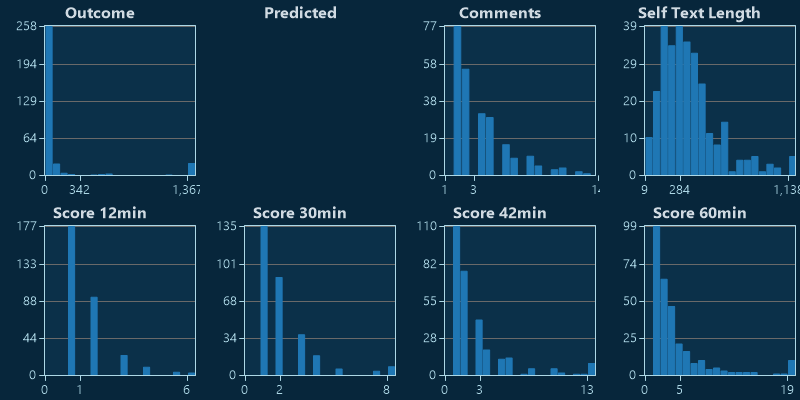 Outcome
258
194
129
64
0
0 342 1,367
Predicted
Comments
77
58
38
19
0
1 3
Self Text Length
39
29
20
10
0
9 284 1,138
Score 12min
177
133
88
44
0
0 1 6
Score 30min
135
101
68
34
0
0 2 8
Score 42min
110
82
55
28
0
0 3 13
Score 60min
99
74
50
25
0
0 5 19